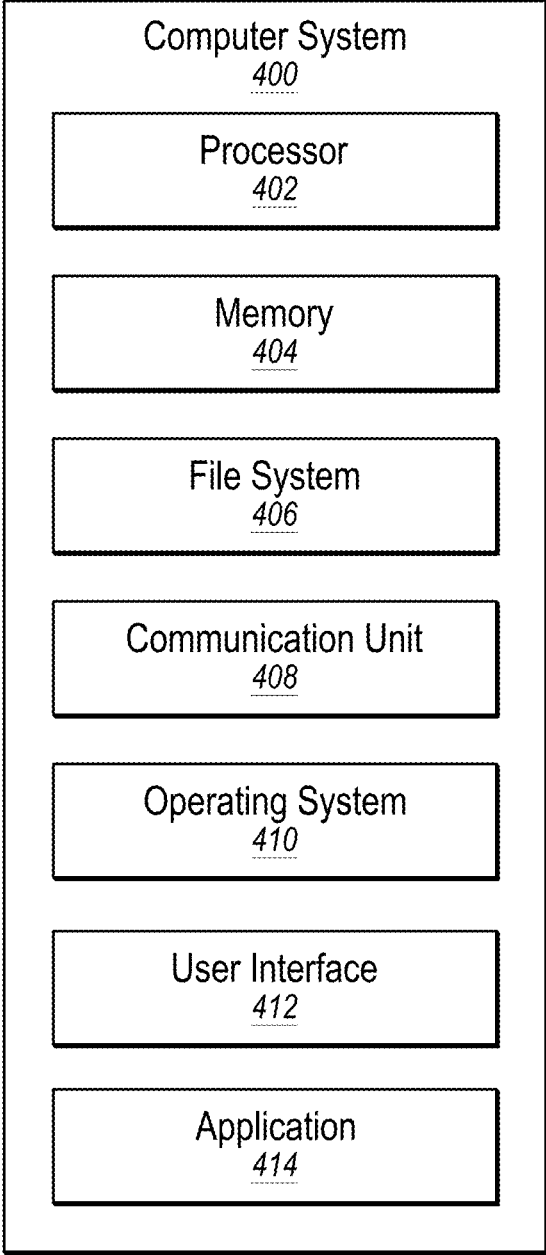 Computer System
400
Processor
402
Memory
404
File System
406
Communication Unit
408
Operating System
410
User Interface
412
Application
414